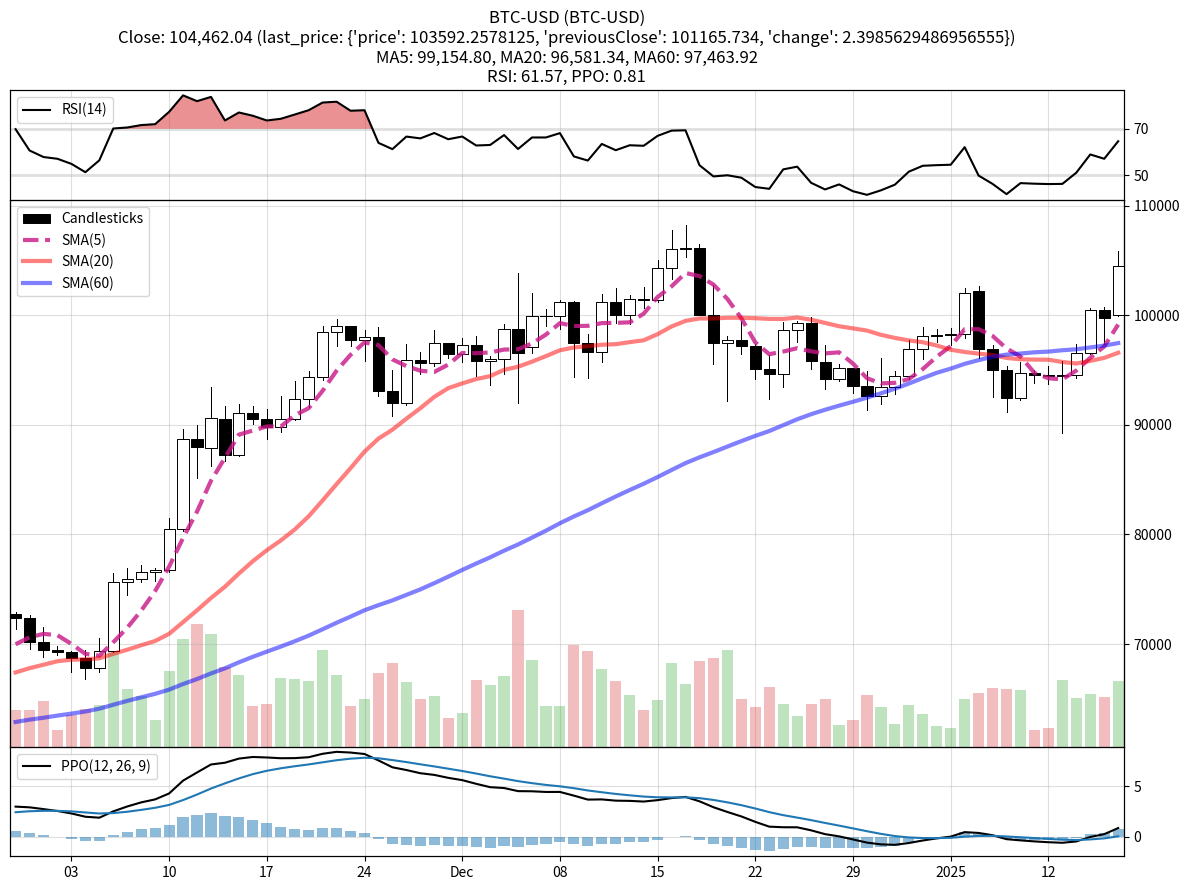 BTC-USD (BTC-USD)
Close: 104,462.04 (last_price: {'price': 103592.2578125, 'previousClose': 101165.734, 'change': 2.3985629486956555})
MA5: 99,154.80, MA20: 96,581.34, MA60: 97,463.92
RSI: 61.57, PPO: 0.81
RSI(14)
70
50
Candlesticks
SMA(5)
SMA(20)
SMA(60)
110000
100000
90000
80000
70000
PPO(12, 26, 9)
5
0
03 10 17 24 Dec 08 15 22 29 2025 12